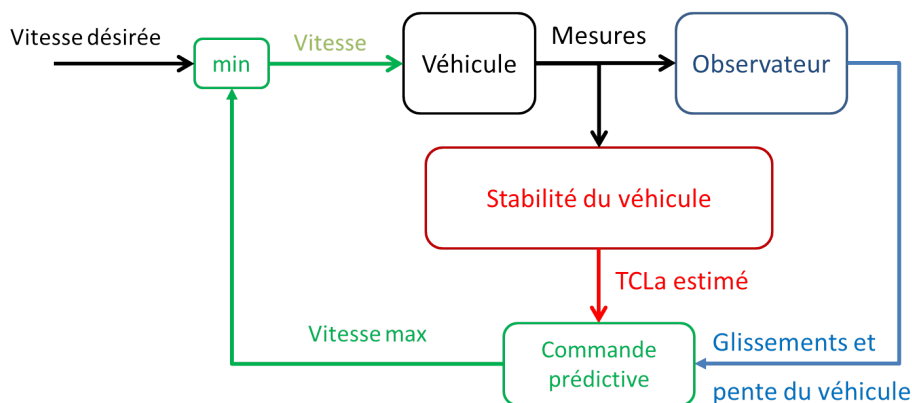 Vitesse désirée
min
Vitesse
Véhicule
Mesures
Observateur
Stabilité du véhicule
TCLa estimé
Vitesse max
Commande
prédictive
Glissements et
pente du véhicule